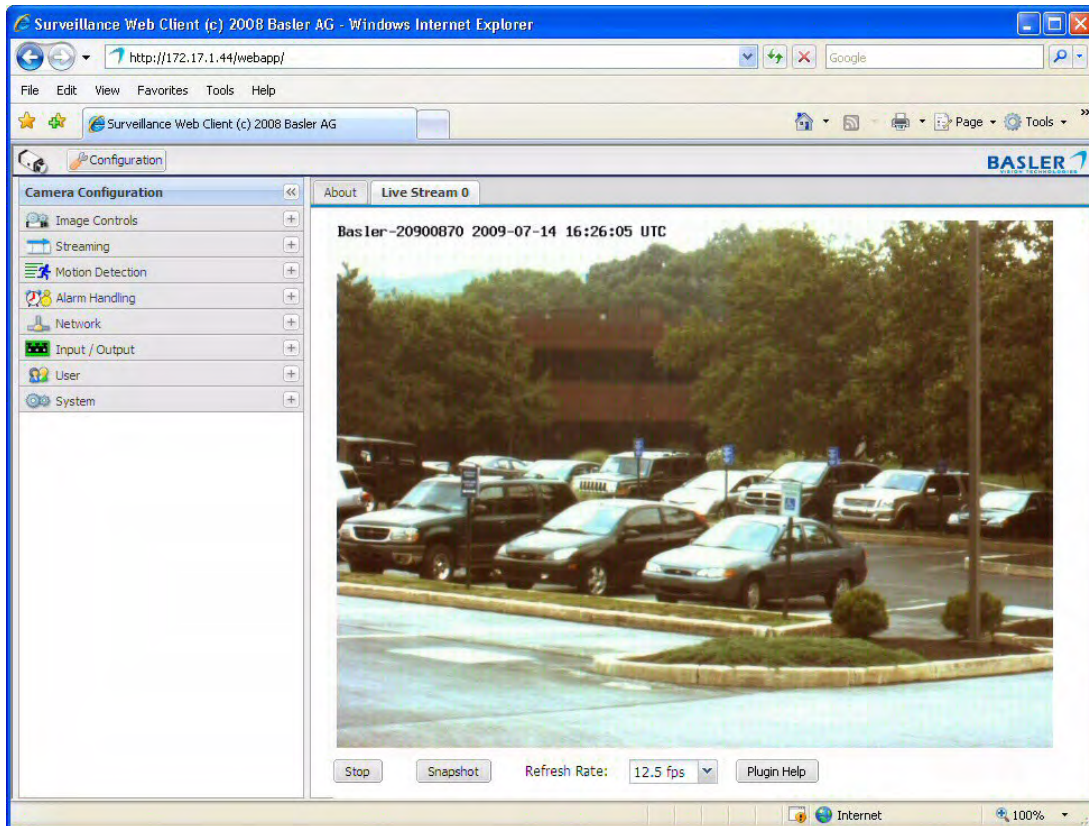 Surveillance Web Client (c) 2008 Basler AG - Windows Internet Explorer
http://172.17.1.44/webapp/
Google
File Edit View Favorites Tools Help
Surveillance Web Client (c) 2008 Basler AG
Page Tools »
Configuration
BASLER
VISION TECHNOLOGIES
Camera Configuration
About Live Stream 0
Image Controls
Streaming
Motion Detection
Alarm Handling
Network
Input / Output
User
System
Basler-20900870 2009-07-14 16:26:05 UTC
Stop Snapshot Refresh Rate: 12.5 fps Plugin Help
Internet 100%